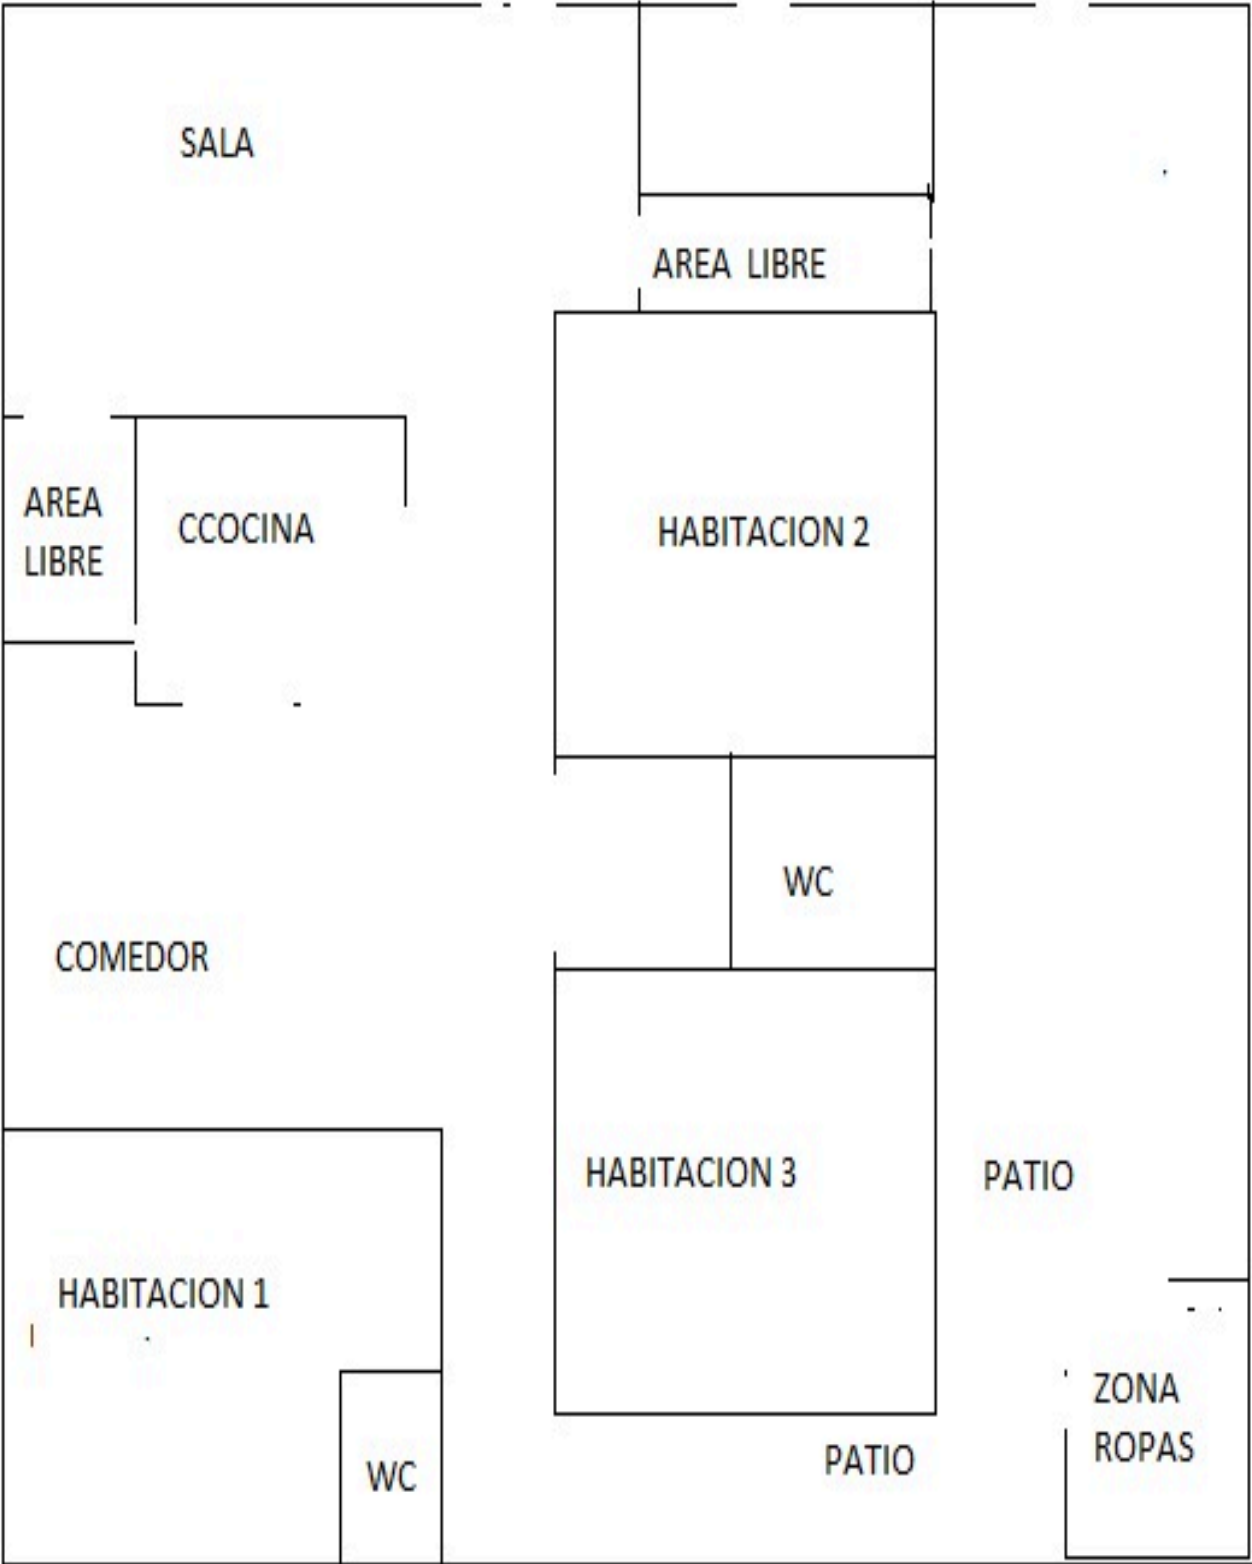 SALA
AREA LIBRE
AREA
LIBRE
CCOCINA
HABITACION 2
WC
COMEDOR
HABITACION 3
PATIO
HABITACION 1
ZONA
ROPAS
PATIO
WC